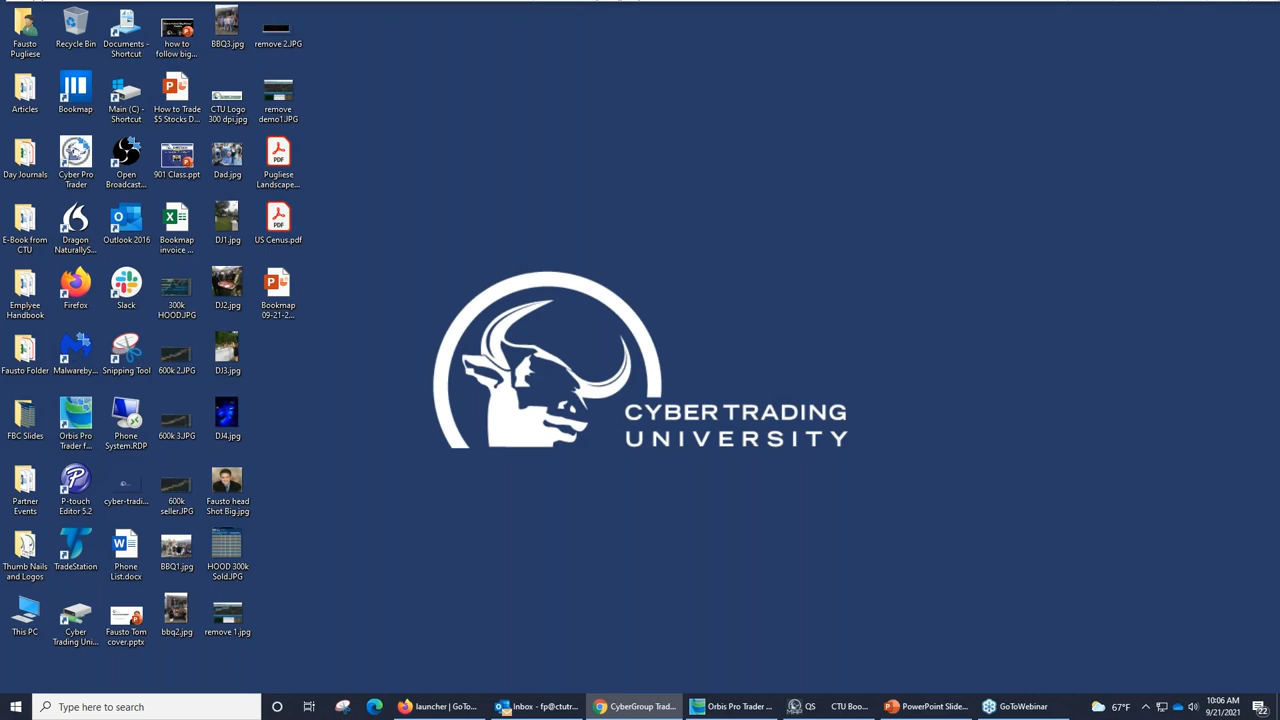 Fausto
Pugliese
Recycle Bin
Documents -
Shortcut
how to
follow big...
BBQ3.jpg
remove 2.JPG
Articles
Bookmap
Main (C) -
Shortcut
How to Trade
$5 Stocks D...
CTU Logo
300 dpi.jpg
remove
demo1.JPG
Day Journals
Cyber Pro
Trader
Open
Broadcast...
901 Class.ppt
Dad.jpg
Pugliese
Landscape...
E-Book from
CTU
Dragon
NaturallyS...
Outlook 2016
Bookmap
invoice ...
DJ1.jpg
US Cenus.pdf
Emplyee
Handbook
Firefox
Slack
300k
HOOD.JPG
DJ2.jpg
Bookmap
09-21-2...
Fausto Folder
Malwareby...
Snipping Tool
600k 2.JPG
DJ3.jpg
FBC Slides
Orbis Pro
Trader f...
Phone
System.RDP
600k 3.JPG
DJ4.jpg
Partner
Events
P-touch
Editor 5.2
cyber-tradi...
600k
seller.JPG
Fausto head
Shot Big.jpg
Thumb Nails
and Logos
TradeStation
Phone
List.docx
BBQ1.jpg
HOOD 300k
Sold.JPG
This PC
Cyber
Trading Uni...
Fausto Tom
cover.pptx
bbq2.jpg
remove 1.jpg
CYBER TRADING
UNIVERSITY
Type here to search
launcher | GoTo...
Inbox - fp@ctutr...
CyberGroup Trad...
Orbis Pro Trader ...
QS
CTU Boo...
PowerPoint Slide...
GoToWebinar
67°F
10:06 AM
9/21/2021
22